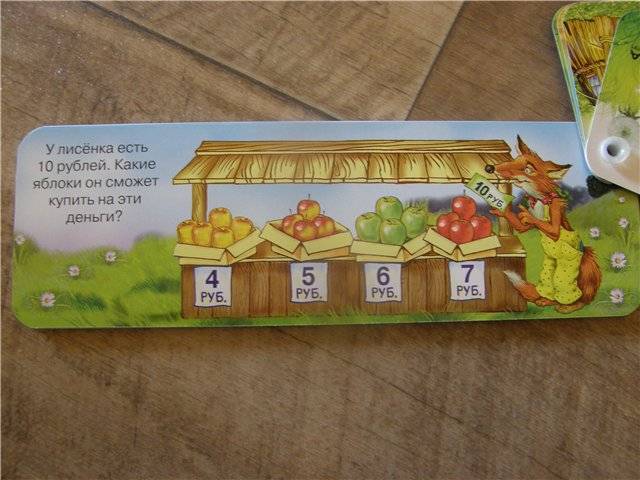 У лисёнка есть
10 рублей. Какие
яблоки он сможет
купить на эти
деньги?
10 РУБ
4
РУБ.
5
РУБ.
6
РУБ.
7
РУБ.